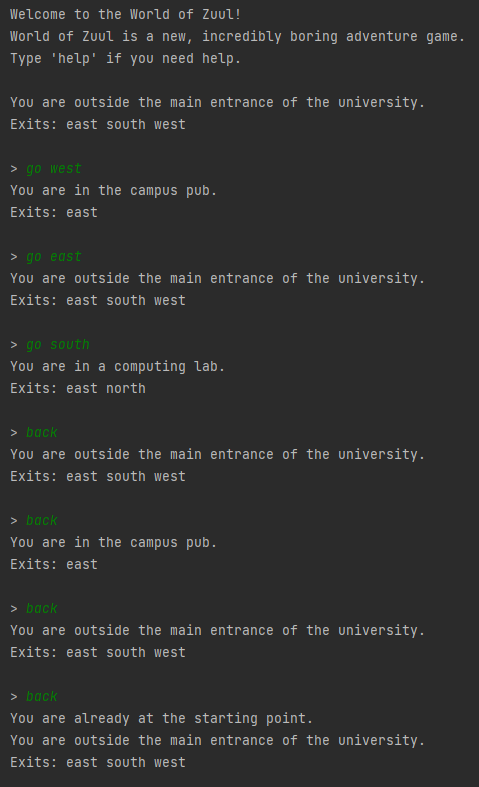 Welcome to the World of Zuul!
World of Zuul is a new, incredibly boring adventure game.
Type 'help' if you need help.

You are outside the main entrance of the university.
Exits: east south west

> go west
You are in the campus pub.
Exits: east

> go east
You are outside the main entrance of the university.
Exits: east south west

> go south
You are in a computing lab.
Exits: east north

> back
You are outside the main entrance of the university.
Exits: east south west

> back
You are in the campus pub.
Exits: east

> back
You are outside the main entrance of the university.
Exits: east south west

> back
You are already at the starting point.
You are outside the main entrance of the university.
Exits: east south west